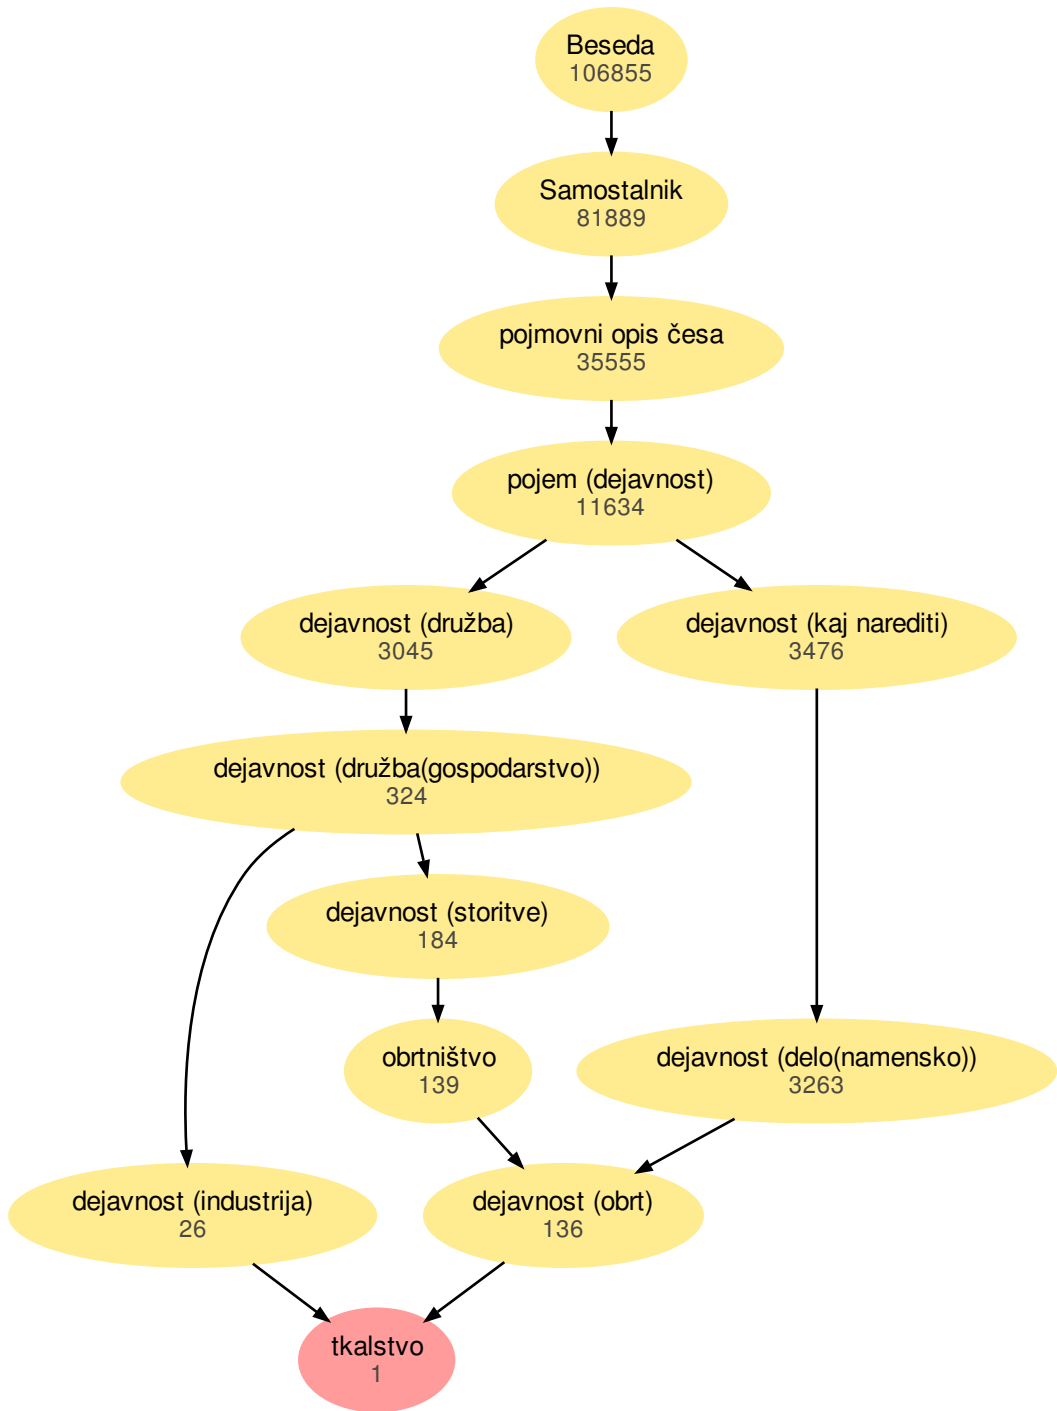 Beseda
106855
Samostalnik
81889
pojmovni opis česa
35555
pojem (dejavnost)
11634
dejavnost (družba)
3045
dejavnost (kaj narediti)
3476
dejavnost (družba(gospodarstvo))
324
dejavnost (storitve)
184
obrtništvo
139
dejavnost (delo(namensko))
3263
dejavnost (industrija)
26
dejavnost (obrt)
136
tkalstvo
1